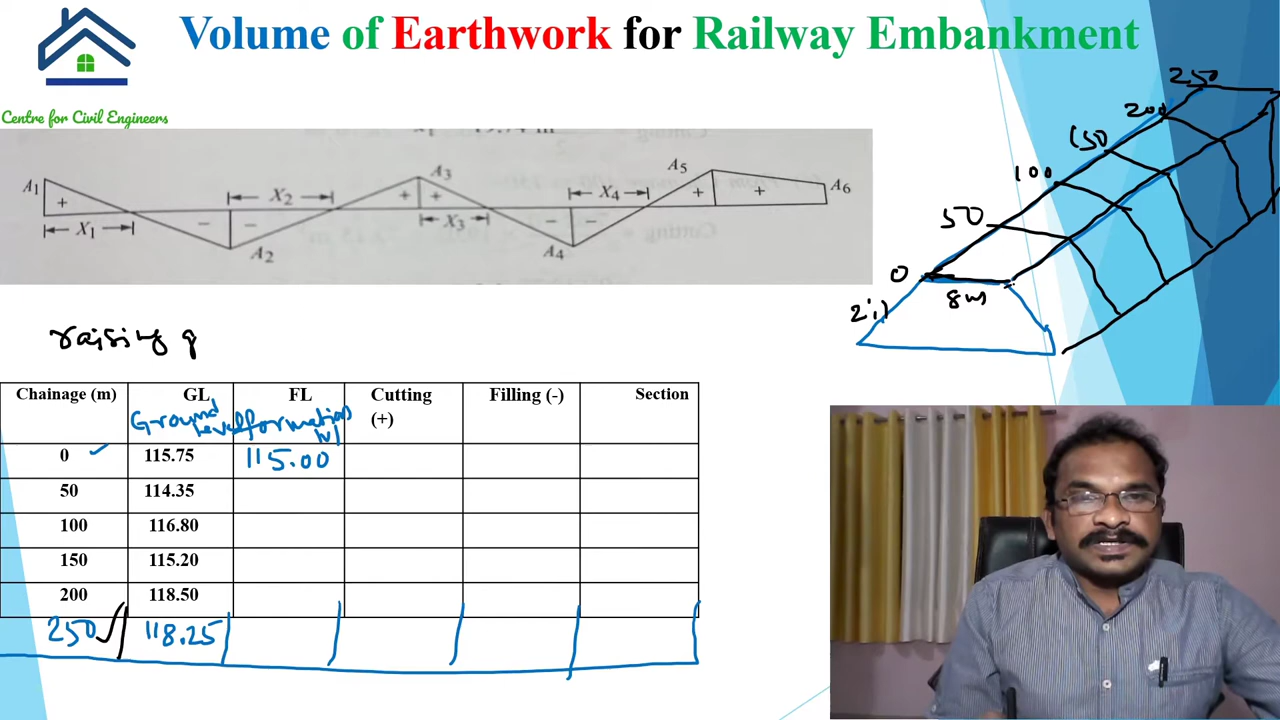 Volume of Earthwork for Railway Embankment
Centre for Civil Engineers
250
200
150
100
50
0
8m
2:1
A1
+
X1
−
−
A2
X2
+
A3
+
X3
−
A4
−
X4
A5
+
+
A6
raising g
Chainage (m) GL FL Cutting (+) Filling (-) Section
Ground level formation lvl
0 115.75 115.00
50 114.35
100 116.80
150 115.20
200 118.50
250 118.25